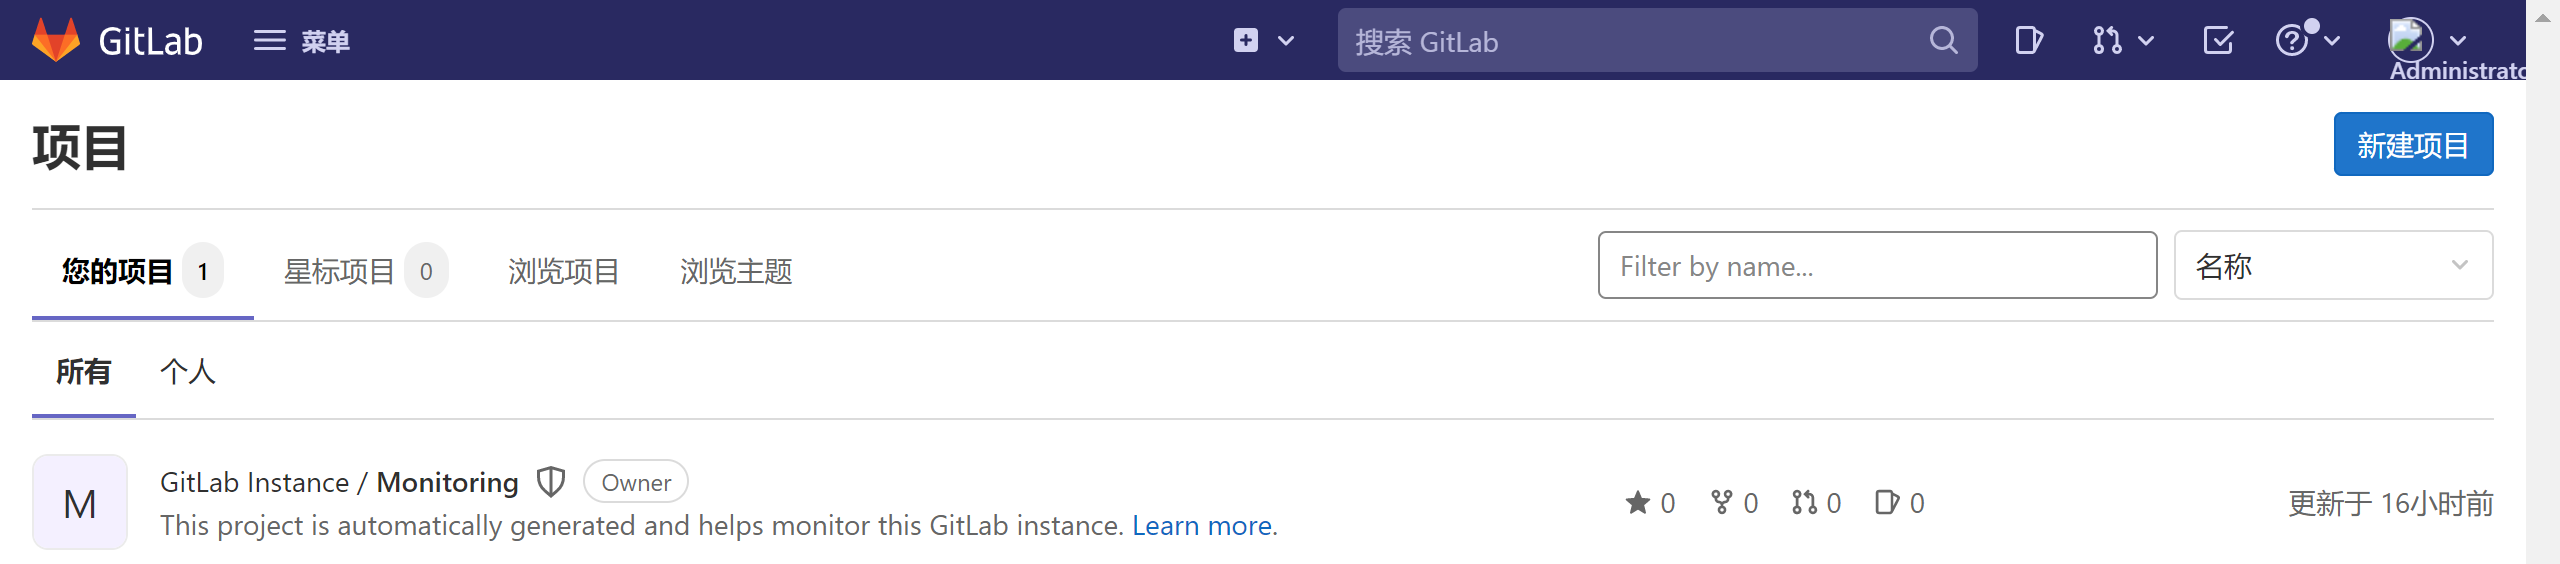 GitLab 菜单 搜索 GitLab
Administrato
项目 新建项目
您的项目 1 星标项目 0 浏览项目 浏览主题 Filter by name... 名称
所有 个人
M GitLab Instance / Monitoring Owner
This project is automatically generated and helps monitor this GitLab instance. Learn more.
0 0 0 0 更新于 16小时前